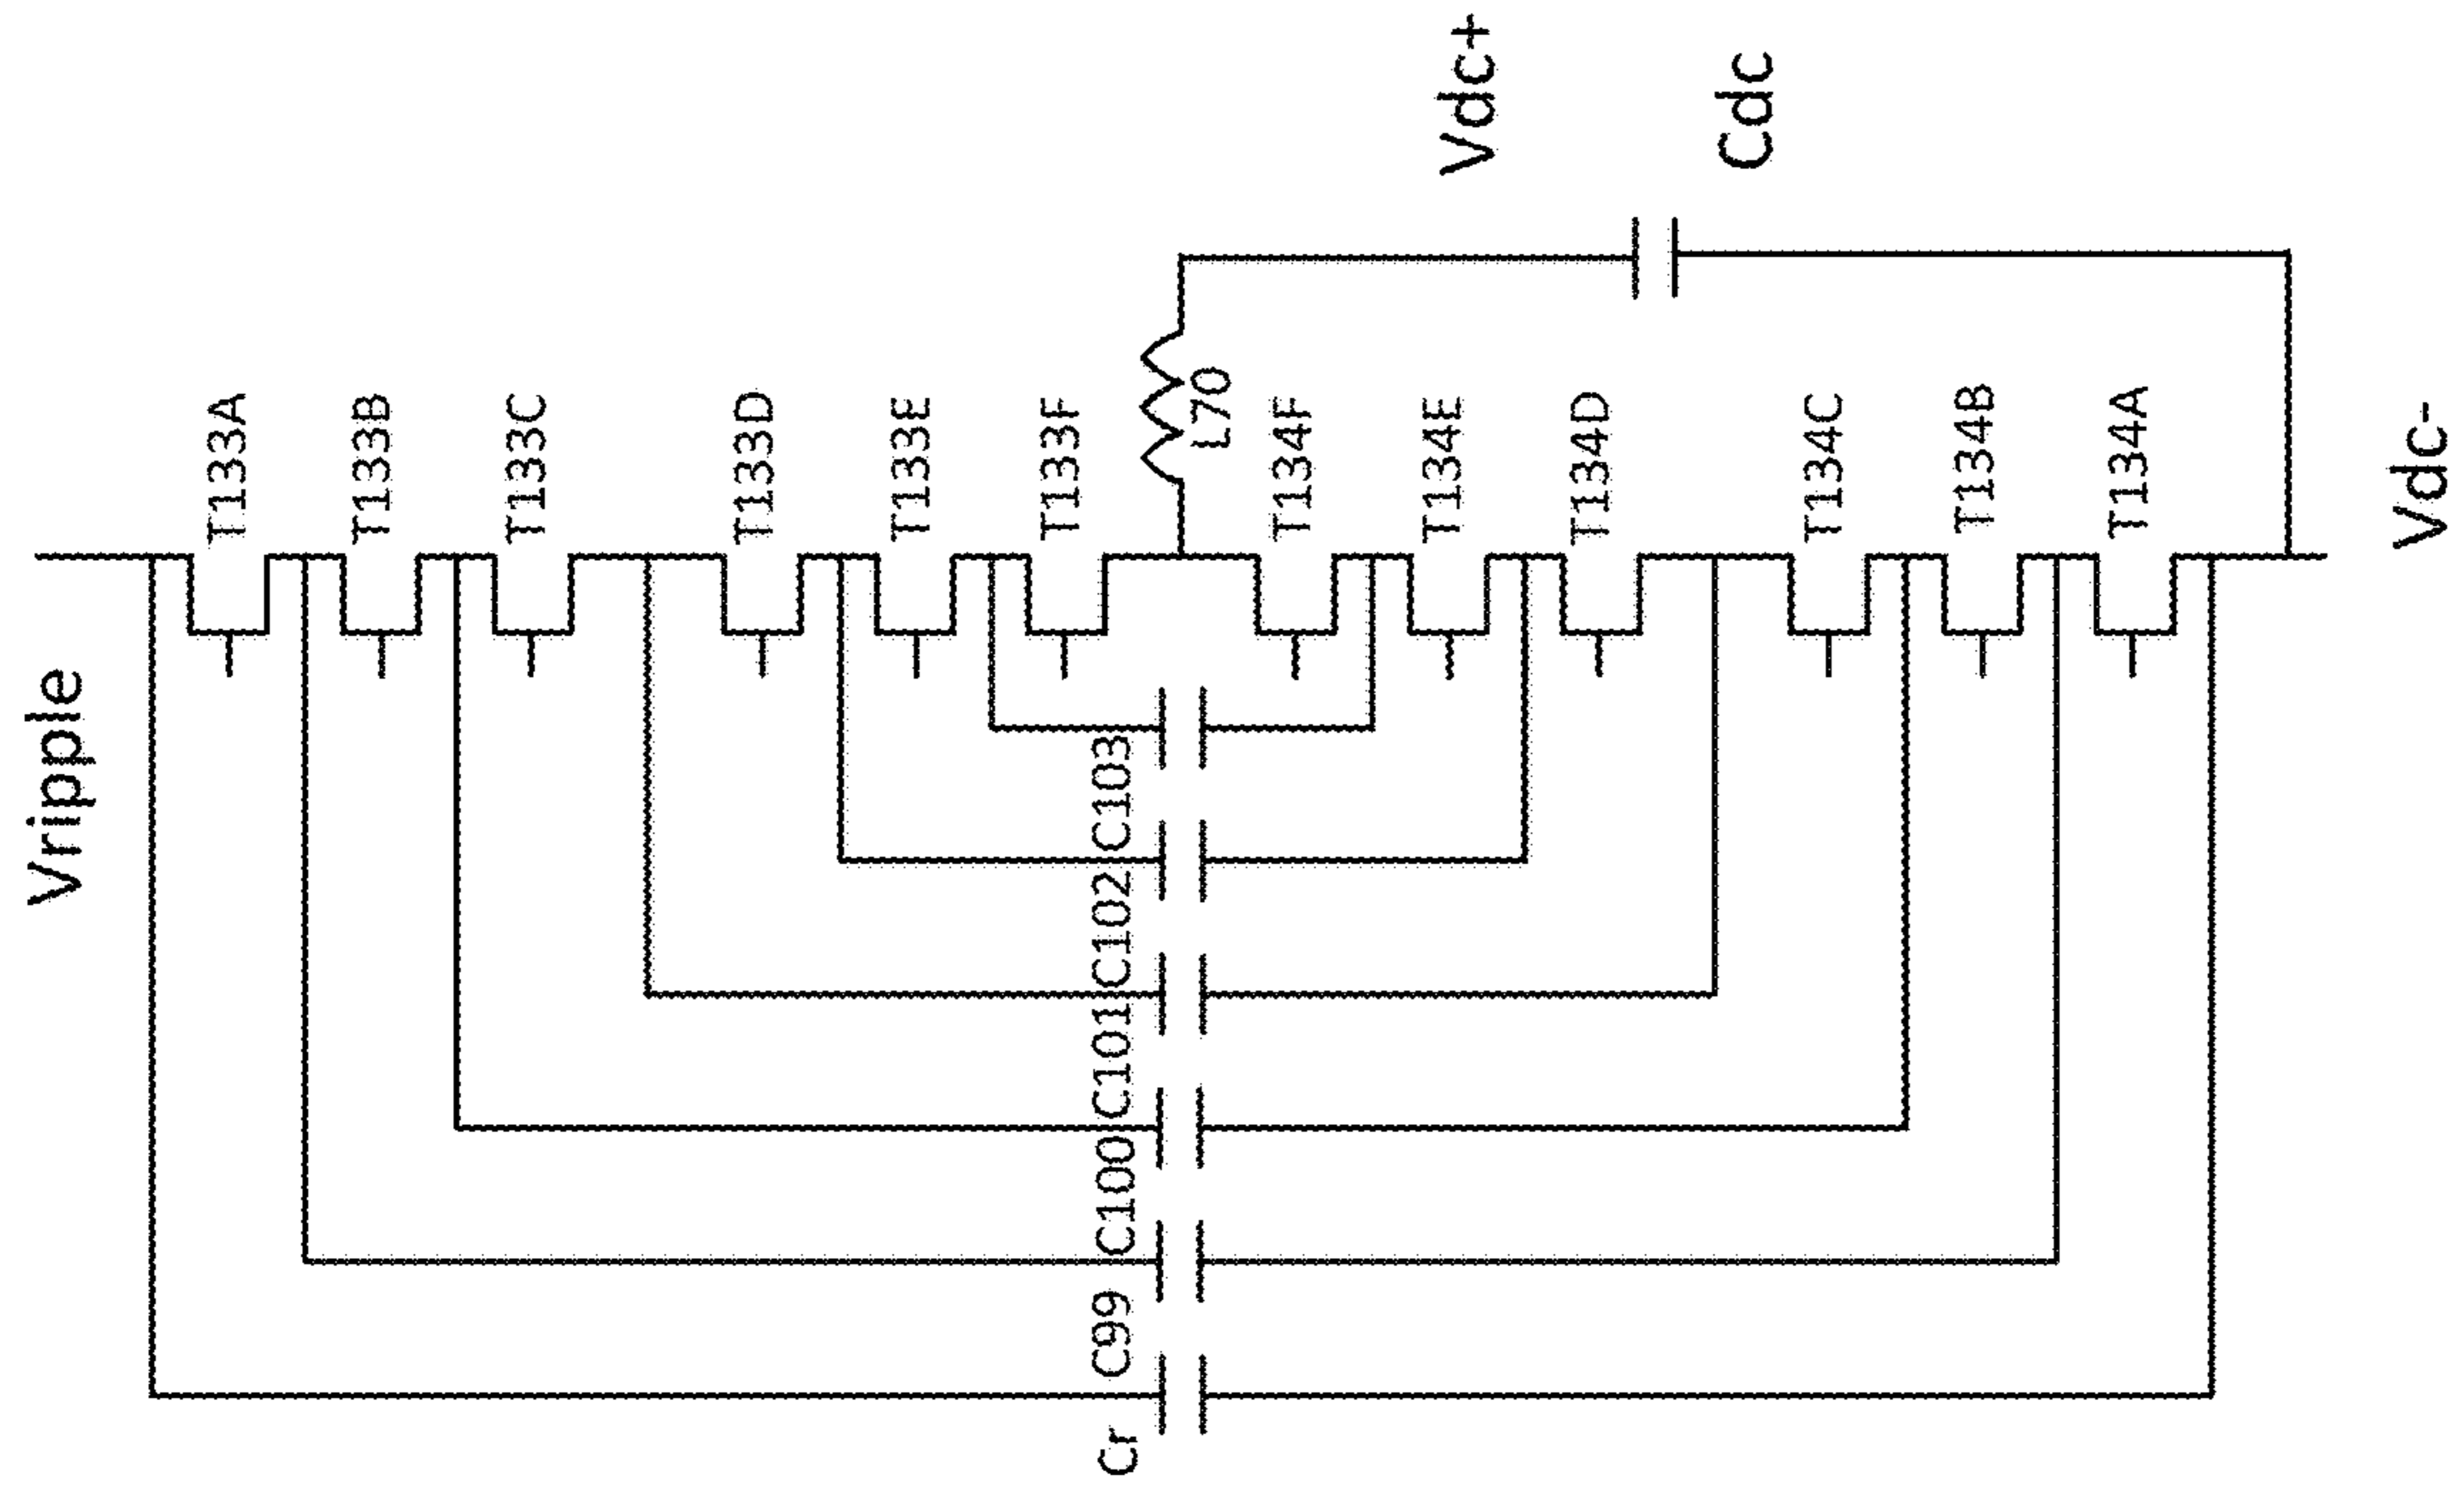 Vripple
T133A
T133B
T133C
T133D
T133E
T133F
L70
T134F
T134E
T134D
T134C
T134B
T134A
Vdc+
Cdc
Vdc-
Cr
C99
C100
C101
C102
C103